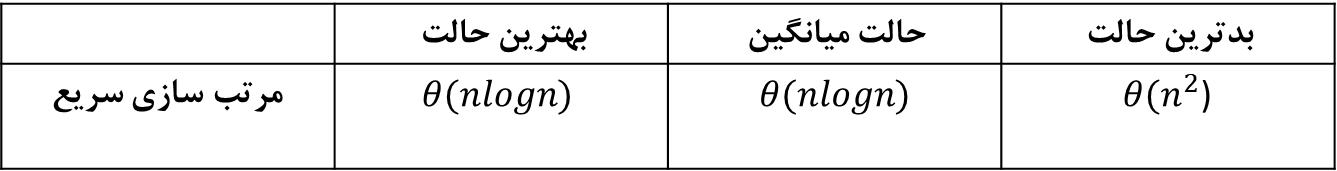 بهترین حالت	حالت میانگین	بدترین حالت
مرتب سازی سریع	θ(nlogn)	θ(nlogn)	θ(n²)